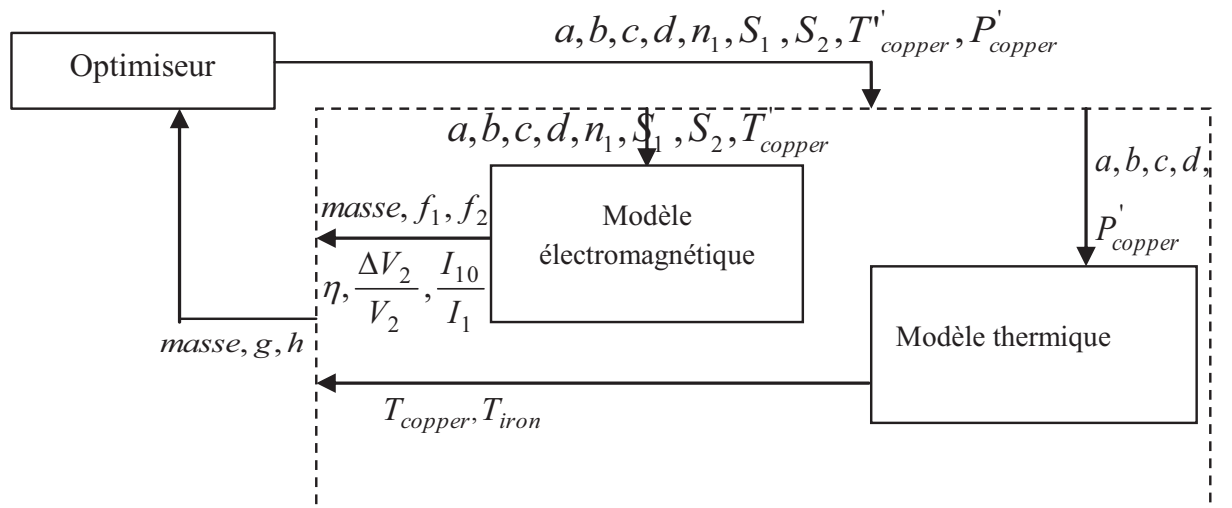 a, b, c, d, n₁, S₁, S₂, T''copper, P'copper
Optimiseur
a, b, c, d, n₁, S₁, S₂, T'copper
a, b, c, d,
P'copper
masse, f₁, f₂
Modèle
électromagnétique
η, ΔV₂/V₂, I₁₀/I₁
masse, g, h
Modèle thermique
Tcopper, Tiron